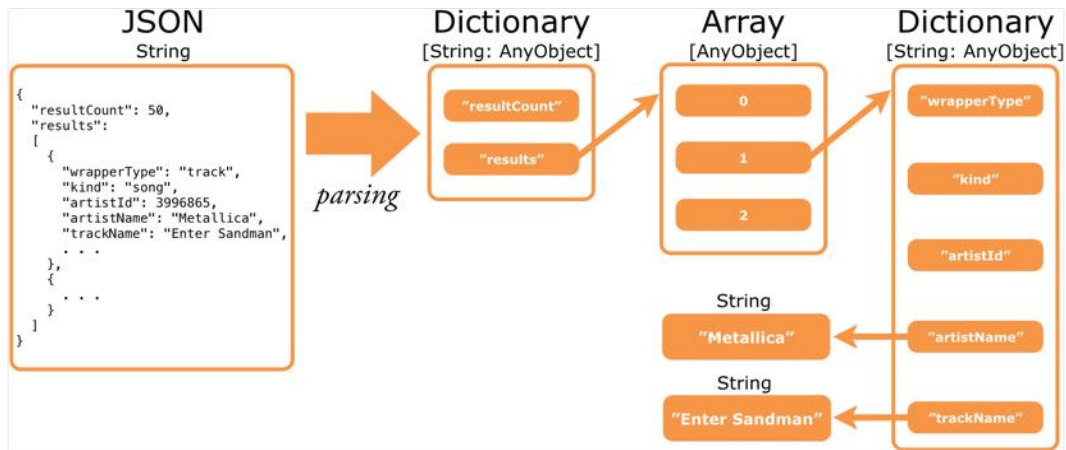 JSON
String
{
  "resultCount": 50,
  "results":
  [
    {
      "wrapperType": "track",
      "kind": "song",
      "artistId": 3996865,
      "artistName": "Metallica",
      "trackName": "Enter Sandman",
      . . .
    },
    {
      . . .
    }
  ]
}
parsing
Dictionary
[String: AnyObject]
"resultCount"
"results"
Array
[AnyObject]
0
1
2
Dictionary
[String: AnyObject]
"wrapperType"
"kind"
"artistId"
"artistName"
"trackName"
String
"Metallica"
String
"Enter Sandman"